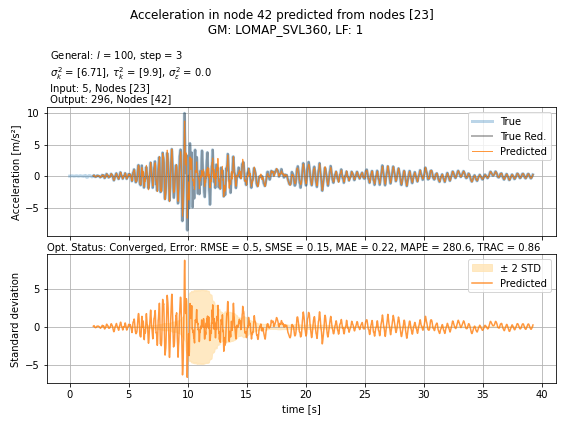 Acceleration in node 42 predicted from nodes [23]
GM: LOMAP_SVL360, LF: 1
General: l = 100, step = 3
σ²ₖ = [6.71], τ²ₖ = [9.9], σ²ε = 0.0
Input: 5, Nodes [23]
Output: 296, Nodes [42]
Acceleration [m/s²]
10
5
0
−5
True
True Red.
Predicted
Opt. Status: Converged, Error: RMSE = 0.5, SMSE = 0.15, MAE = 0.22, MAPE = 280.6, TRAC = 0.86
Standard deviation
5
0
−5
± 2 STD
Predicted
0 5 10 15 20 25 30 35 40
time [s]